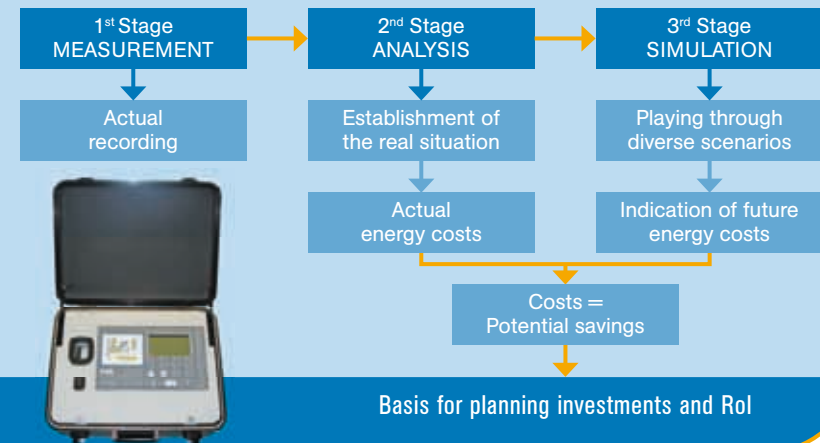 1st Stage
MEASUREMENT
2nd Stage
ANALYSIS
3rd Stage
SIMULATION
Actual
recording
Establishment of
the real situation
Playing through
diverse scenarios
Actual
energy costs
Indication of future
energy costs
Costs =
Potential savings
Basis for planning investments and RoI